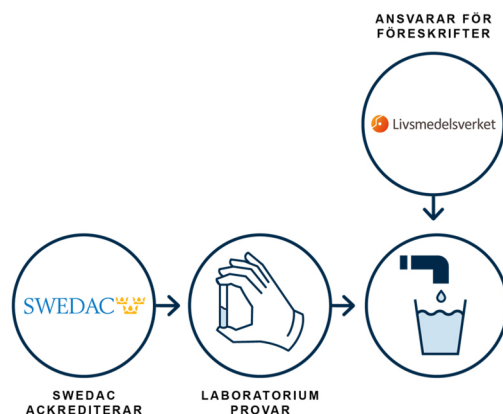 ANSVARAR FÖR
FÖRESKRIFTER
Livsmedelsverket
SWEDAC
SWEDAC
ACKREDITERAR
LABORATORIUM
PROVAR